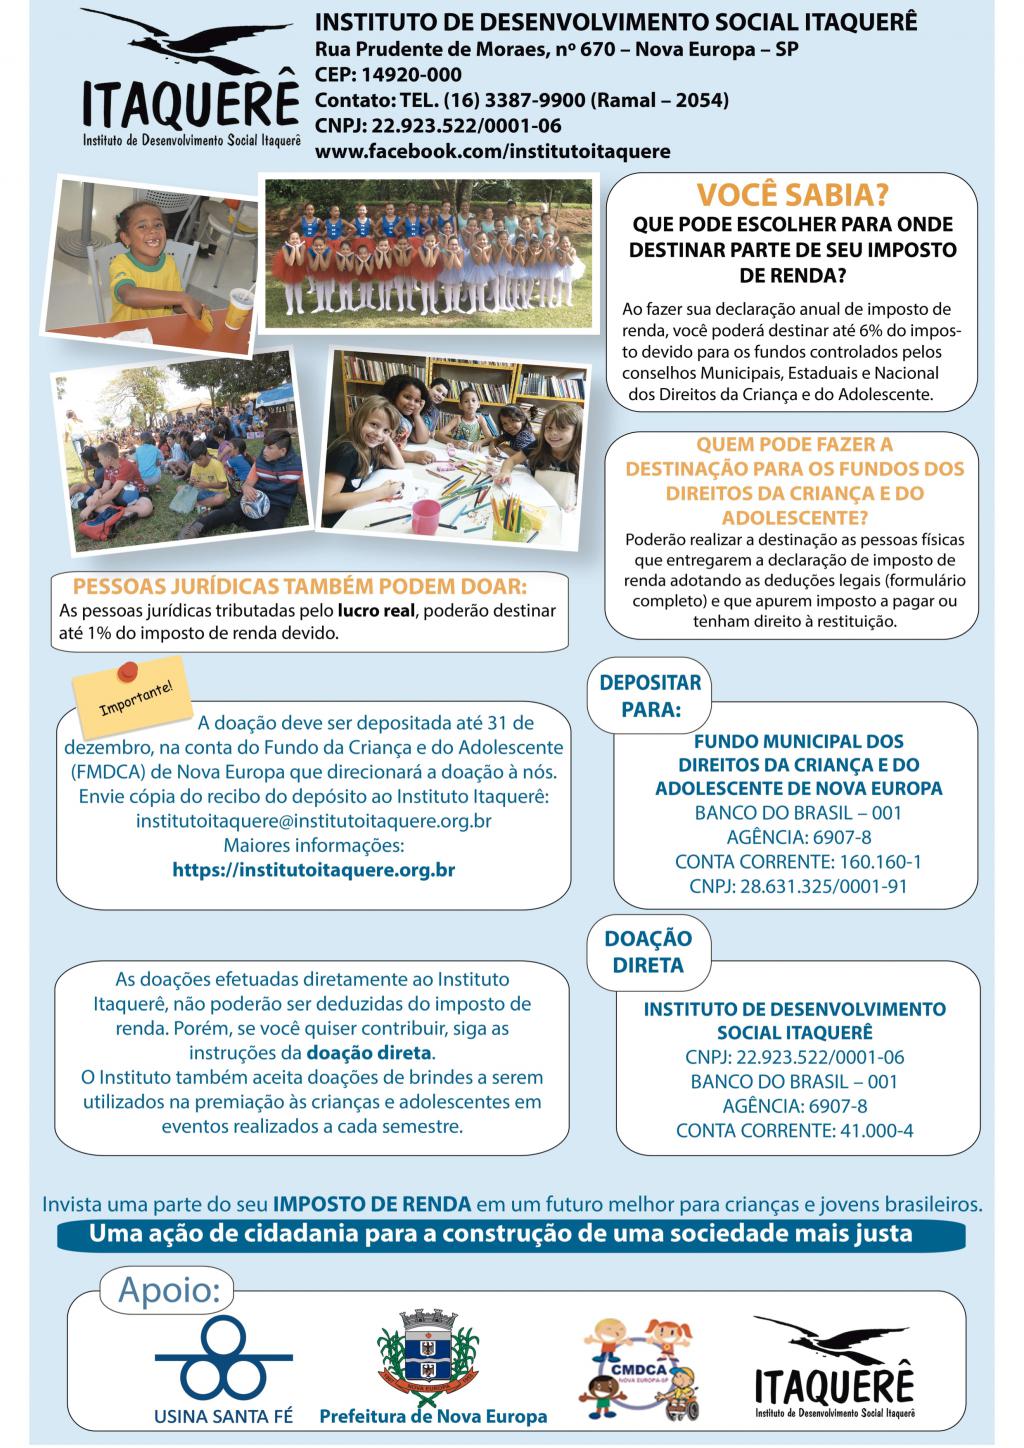 ITAQUERÊ
Instituto de Desenvolvimento Social Itaquerê
INSTITUTO DE DESENVOLVIMENTO SOCIAL ITAQUERÊ
Rua Prudente de Moraes, nº 670 – Nova Europa – SP
CEP: 14920-000
Contato: TEL. (16) 3387-9900 (Ramal – 2054)
CNPJ: 22.923.522/0001-06
www.facebook.com/institutoitaquere
VOCÊ SABIA?
QUE PODE ESCOLHER PARA ONDE
DESTINAR PARTE DE SEU IMPOSTO
DE RENDA?
Ao fazer sua declaração anual de imposto de
renda, você poderá destinar até 6% do impos-
to devido para os fundos controlados pelos
conselhos Municipais, Estaduais e Nacional
dos Direitos da Criança e do Adolescente.
QUEM PODE FAZER A
DESTINAÇÃO PARA OS FUNDOS DOS
DIREITOS DA CRIANÇA E DO
ADOLESCENTE?
Poderão realizar a destinação as pessoas físicas
que entregarem a declaração de imposto de
renda adotando as deduções legais (formulário
completo) e que apurem imposto a pagar ou
tenham direito à restituição.
PESSOAS JURÍDICAS TAMBÉM PODEM DOAR:
As pessoas jurídicas tributadas pelo lucro real, poderão destinar
até 1% do imposto de renda devido.
Importante!
A doação deve ser depositada até 31 de
dezembro, na conta do Fundo da Criança e do Adolescente
(FMDCA) de Nova Europa que direcionará a doação à nós.
Envie cópia do recibo do depósito ao Instituto Itaquerê:
institutoitaquere@institutoitaquere.org.br
Maiores informações:
https://institutoitaquere.org.br
DEPOSITAR
PARA:
FUNDO MUNICIPAL DOS
DIREITOS DA CRIANÇA E DO
ADOLESCENTE DE NOVA EUROPA
BANCO DO BRASIL – 001
AGÊNCIA: 6907-8
CONTA CORRENTE: 160.160-1
CNPJ: 28.631.325/0001-91
As doações efetuadas diretamente ao Instituto
Itaquerê, não poderão ser deduzidas do imposto de
renda. Porém, se você quiser contribuir, siga as
instruções da doação direta.
O Instituto também aceita doações de brindes a serem
utilizados na premiação às crianças e adolescentes em
eventos realizados a cada semestre.
DOAÇÃO
DIRETA
INSTITUTO DE DESENVOLVIMENTO
SOCIAL ITAQUERÊ
CNPJ: 22.923.522/0001-06
BANCO DO BRASIL – 001
AGÊNCIA: 6907-8
CONTA CORRENTE: 41.000-4
Invista uma parte do seu IMPOSTO DE RENDA em um futuro melhor para crianças e jovens brasileiros.
Uma ação de cidadania para a construção de uma sociedade mais justa
Apoio:
USINA SANTA FÉ
NOVA EUROPA
Prefeitura de Nova Europa
CMDCA
NOVA EUROPA-SP
ITAQUERÊ
Instituto de Desenvolvimento Social Itaquerê